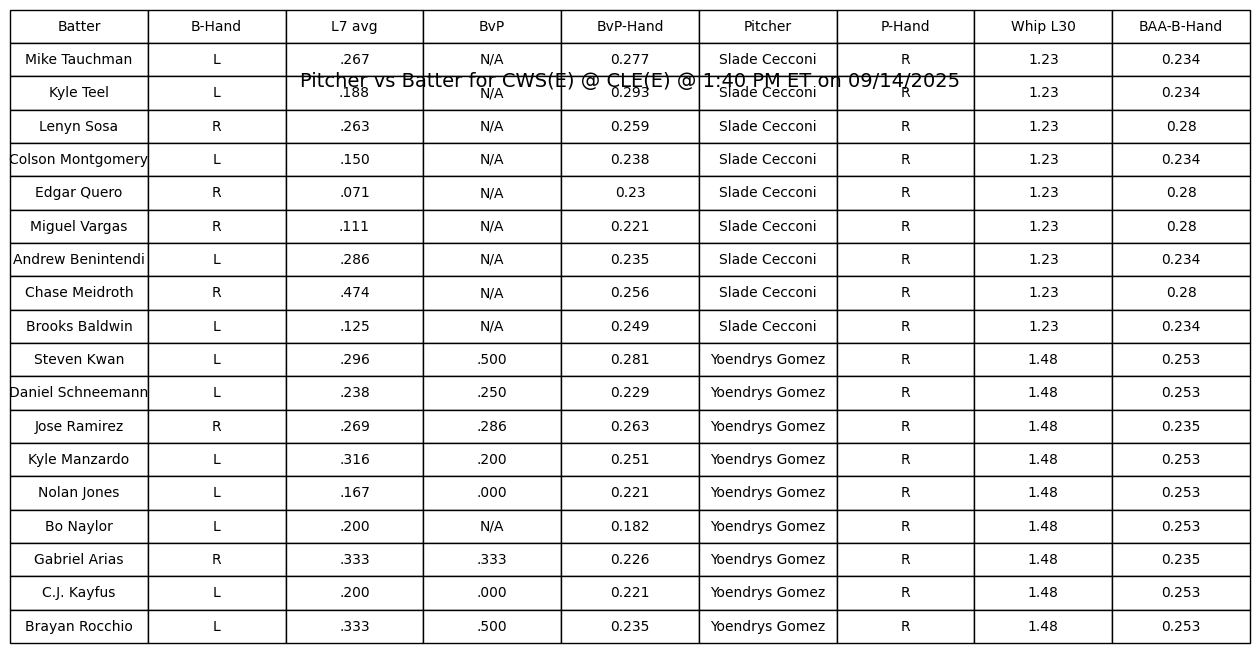 Batter B-Hand L7 avg BvP BvP-Hand Pitcher P-Hand Whip L30 BAA-B-Hand
Mike Tauchman L .267 N/A 0.277 Slade Cecconi R 1.23 0.234
Pitcher vs Batter for CWS(E) @ CLE(E) @ 1:40 PM ET on 09/14/2025
Kyle Teel L .188 N/A 0.293 Slade Cecconi R 1.23 0.234
Lenyn Sosa R .263 N/A 0.259 Slade Cecconi R 1.23 0.28
Colson Montgomery L .150 N/A 0.238 Slade Cecconi R 1.23 0.234
Edgar Quero R .071 N/A 0.23 Slade Cecconi R 1.23 0.28
Miguel Vargas R .111 N/A 0.221 Slade Cecconi R 1.23 0.28
Andrew Benintendi L .286 N/A 0.235 Slade Cecconi R 1.23 0.234
Chase Meidroth R .474 N/A 0.256 Slade Cecconi R 1.23 0.28
Brooks Baldwin L .125 N/A 0.249 Slade Cecconi R 1.23 0.234
Steven Kwan L .296 .500 0.281 Yoendrys Gomez R 1.48 0.253
Daniel Schneemann L .238 .250 0.229 Yoendrys Gomez R 1.48 0.253
Jose Ramirez R .269 .286 0.263 Yoendrys Gomez R 1.48 0.235
Kyle Manzardo L .316 .200 0.251 Yoendrys Gomez R 1.48 0.253
Nolan Jones L .167 .000 0.221 Yoendrys Gomez R 1.48 0.253
Bo Naylor L .200 N/A 0.182 Yoendrys Gomez R 1.48 0.253
Gabriel Arias R .333 .333 0.226 Yoendrys Gomez R 1.48 0.235
C.J. Kayfus L .200 .000 0.221 Yoendrys Gomez R 1.48 0.253
Brayan Rocchio L .333 .500 0.235 Yoendrys Gomez R 1.48 0.253